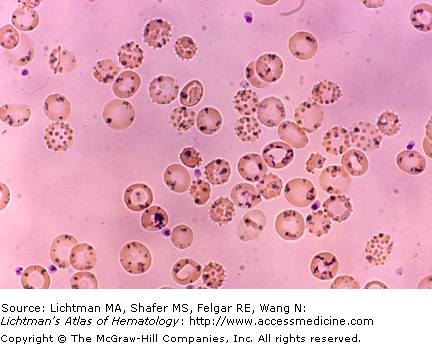 Source: Lichtman MA, Shafer MS, Felgar RE, Wang N:
Lichtman's Atlas of Hematology: http://www.accessmedicine.com
Copyright © The McGraw-Hill Companies, Inc. All rights reserved.